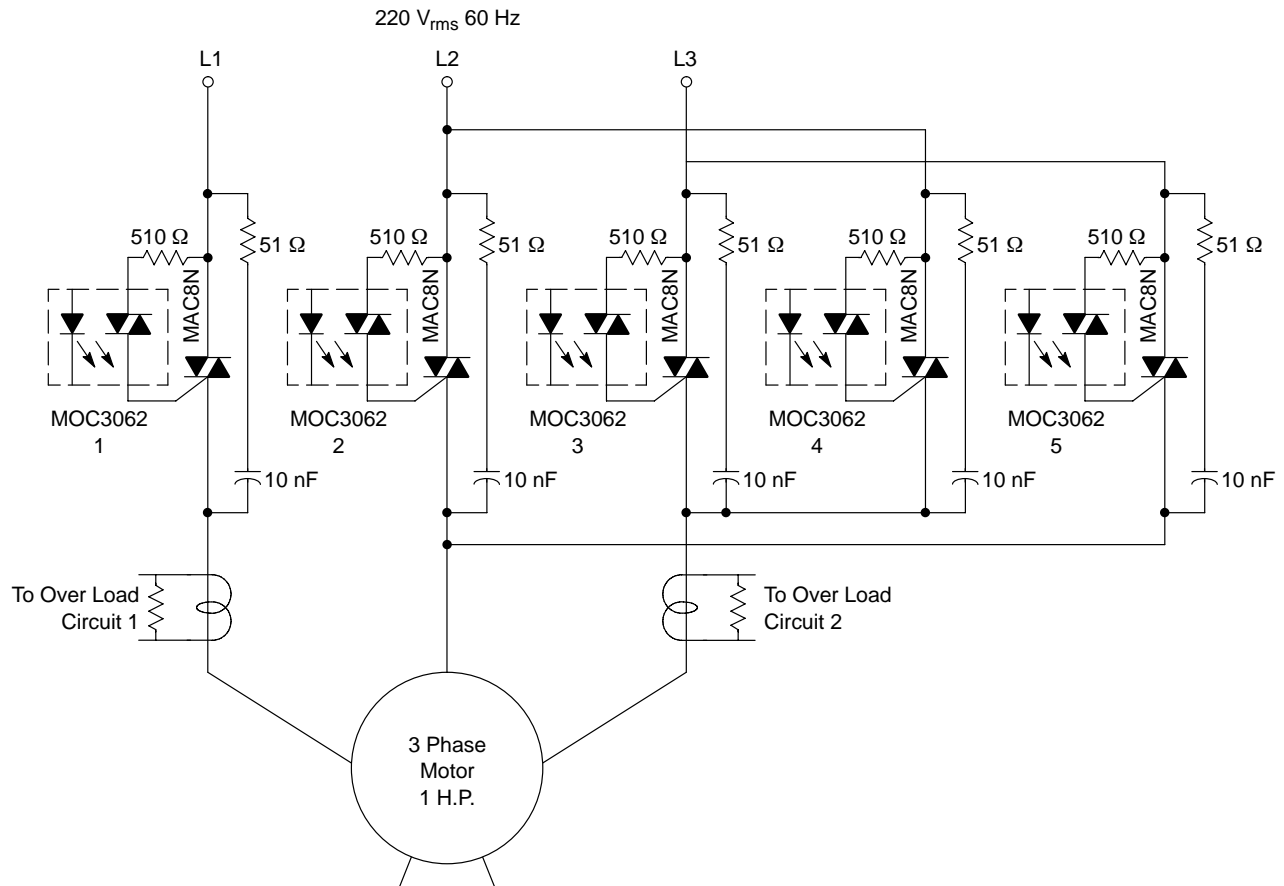 220 Vrms 60 Hz
L1 L2 L3
510 Ω 51 Ω 510 Ω 51 Ω 510 Ω 51 Ω 510 Ω 51 Ω 510 Ω 51 Ω
MAC8N MAC8N MAC8N MAC8N MAC8N
MOC3062 MOC3062 MOC3062 MOC3062 MOC3062
1 2 3 4 5
10 nF 10 nF 10 nF 10 nF 10 nF
To Over Load
Circuit 1
To Over Load
Circuit 2
3 Phase
Motor
1 H.P.